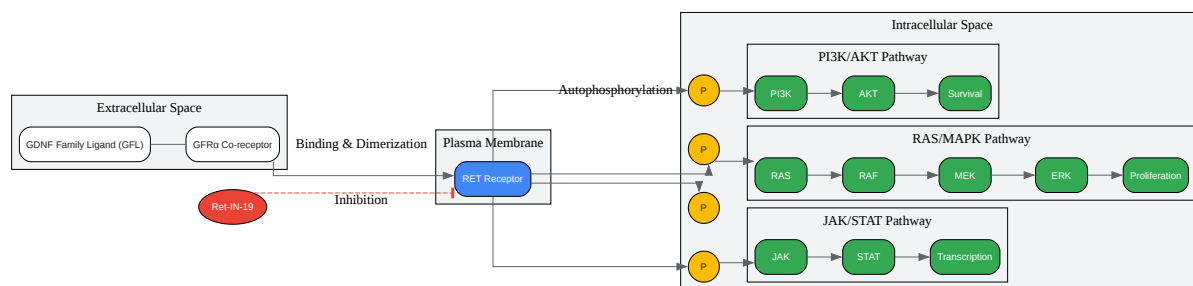 Extracellular Space
GDNF Family Ligand (GFL)
GFRα Co-receptor
Binding & Dimerization
Ret-IN-19
Inhibition
Plasma Membrane
RET Receptor
Autophosphorylation
Intracellular Space
P
PI3K/AKT Pathway
PI3K
AKT
Survival
P
RAS/MAPK Pathway
RAS
RAF
MEK
ERK
Proliferation
P
JAK/STAT Pathway
P
JAK
STAT
Transcription